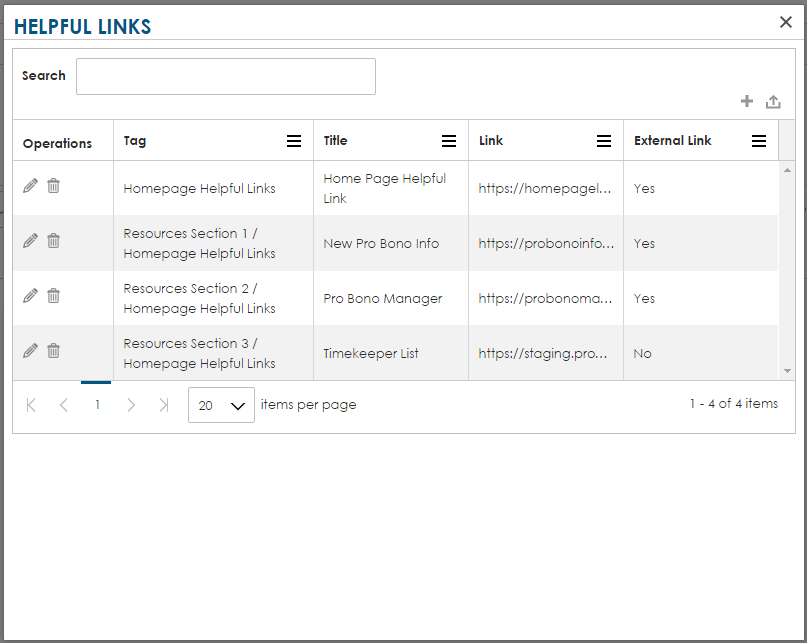 HELPFUL LINKS
Search
Operations Tag Title Link External Link
Homepage Helpful Links Home Page Helpful Link https://homepagel... Yes
Resources Section 1 / Homepage Helpful Links New Pro Bono Info https://probonoinfo... Yes
Resources Section 2 / Homepage Helpful Links Pro Bono Manager https://probonoma... Yes
Resources Section 3 / Homepage Helpful Links Timekeeper List https://staging.pro... No
1 20 items per page 1 - 4 of 4 items